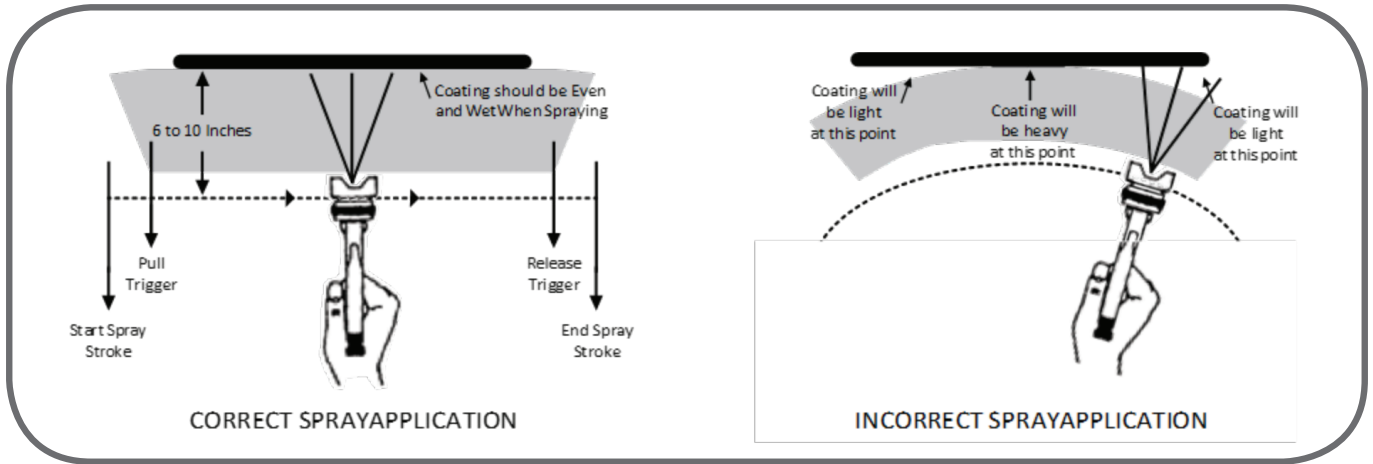 6 to 10 Inches
Coating should be Even
and WetWhen Spraying
Pull
Trigger
Release
Trigger
Start Spray
Stroke
End Spray
Stroke
CORRECT SPRAYAPPLICATION
Coating will
be light
at this point
Coating will
be heavy
at this point
Coating will
be light
at this point
INCORRECT SPRAYAPPLICATION